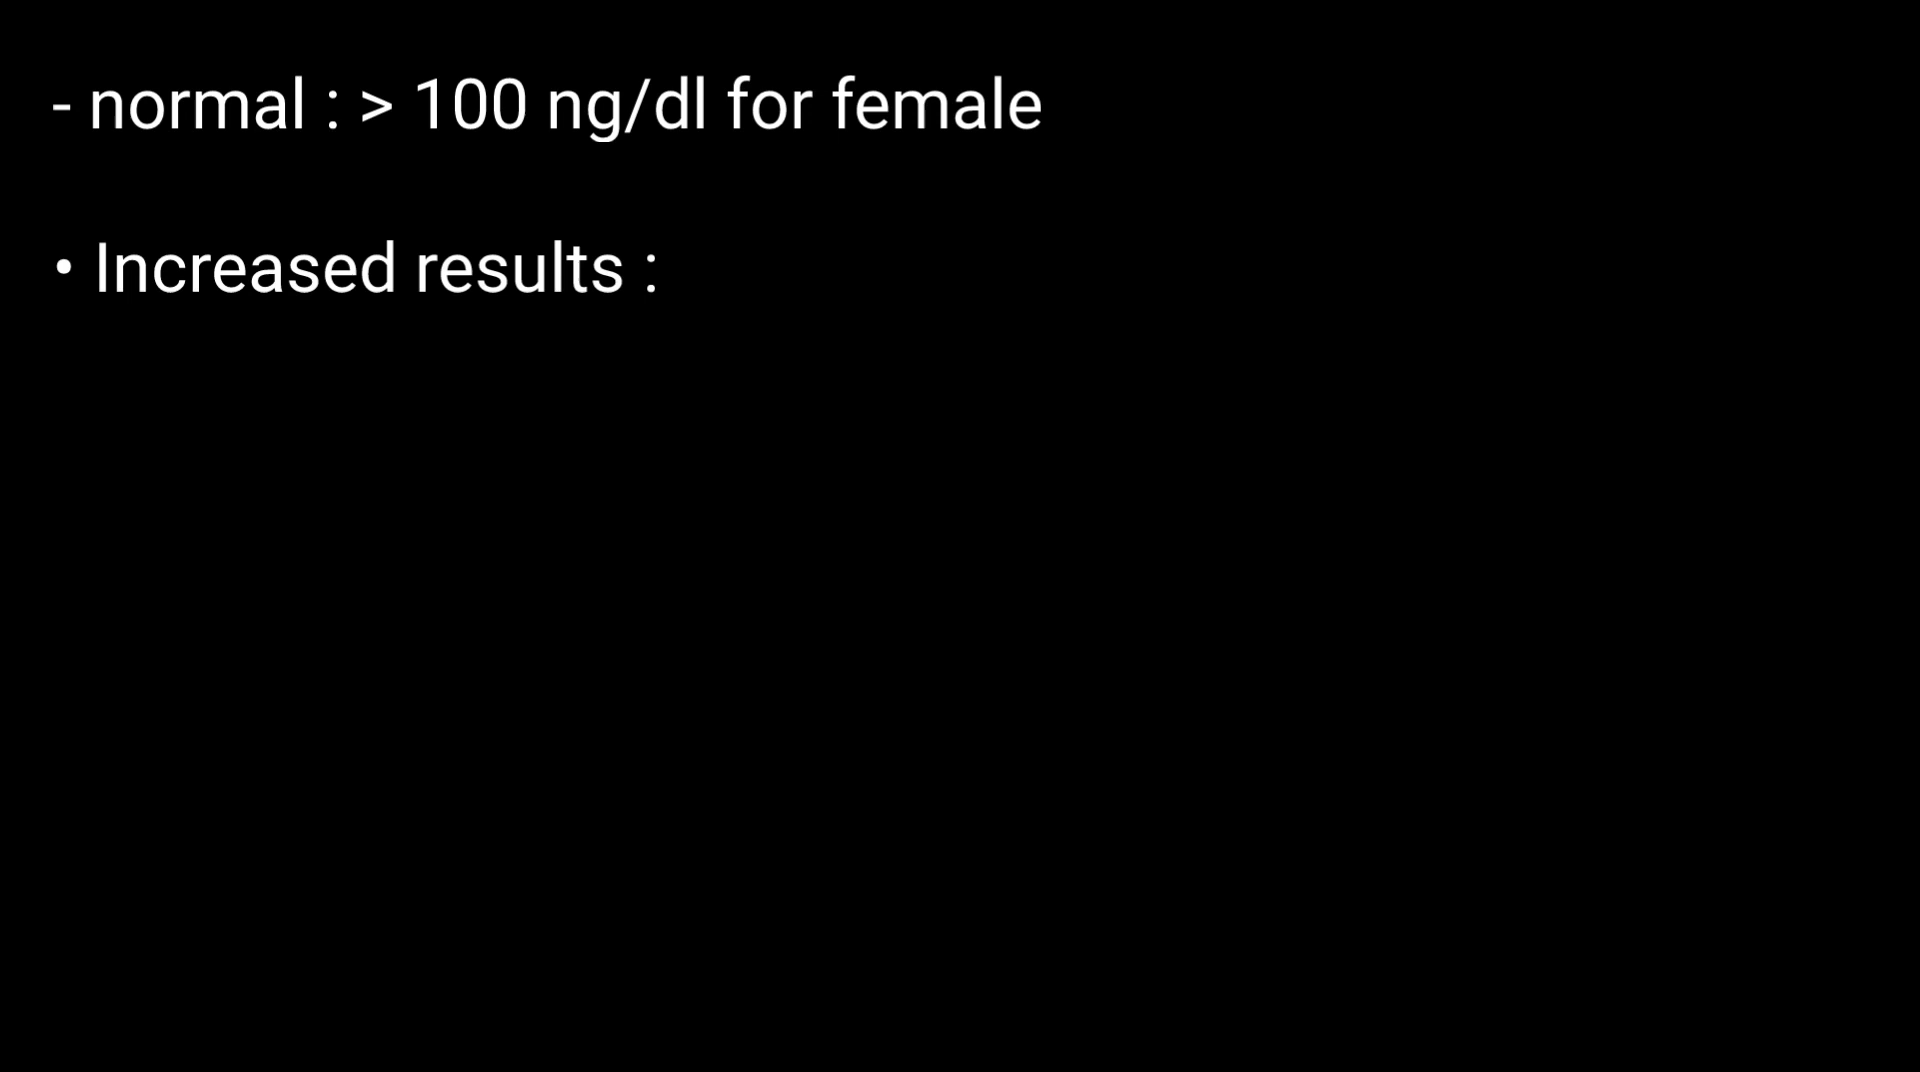 - normal : > 100 ng/dl for female
• Increased results :